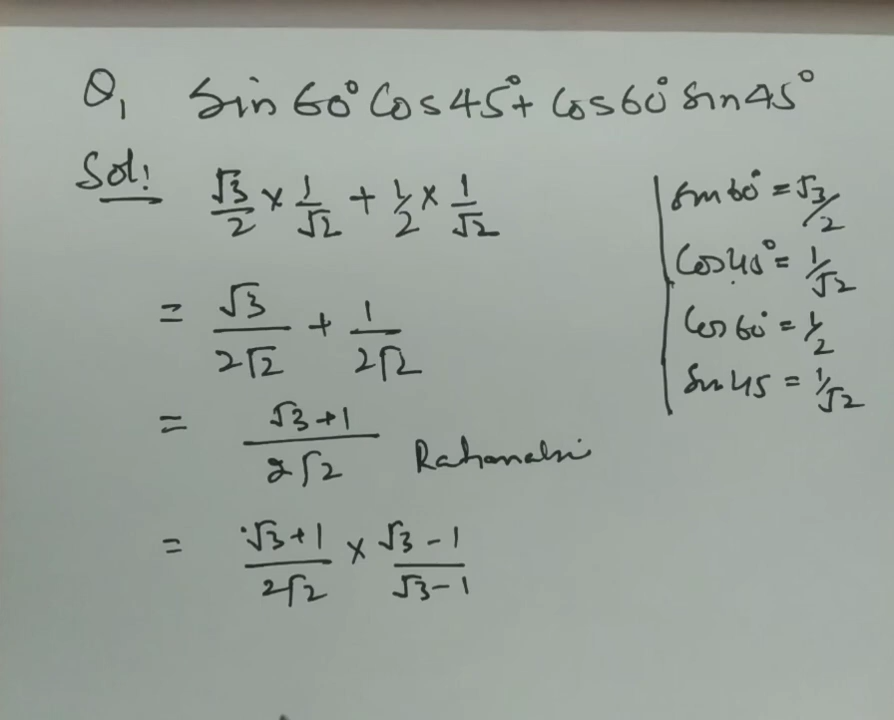 Q1 Sin 60° Cos 45° + Cos 60° Sin 45°
Sol: √3/2 × 1/√2 + 1/2 × 1/√2
= √3/2√2 + 1/2√2
= √3+1/2√2
= √3+1/2√2 × √3-1/√3-1
Sin 60° = √3/2
Cos 45° = 1/√2
Cos 60° = 1/2
Sin 45 = 1/√2